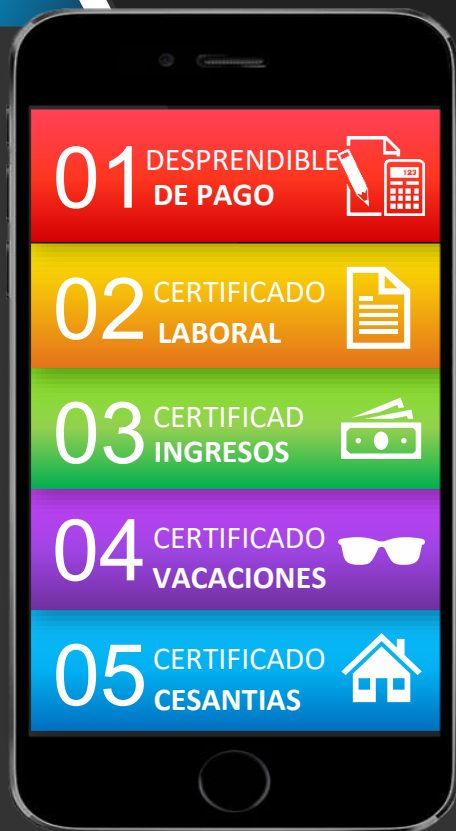 01 DESPRENDIBLE
DE PAGO
123
02 CERTIFICADO
LABORAL
03 CERTIFICAD
INGRESOS
04 CERTIFICADO
VACACIONES
05 CERTIFICADO
CESANTIAS